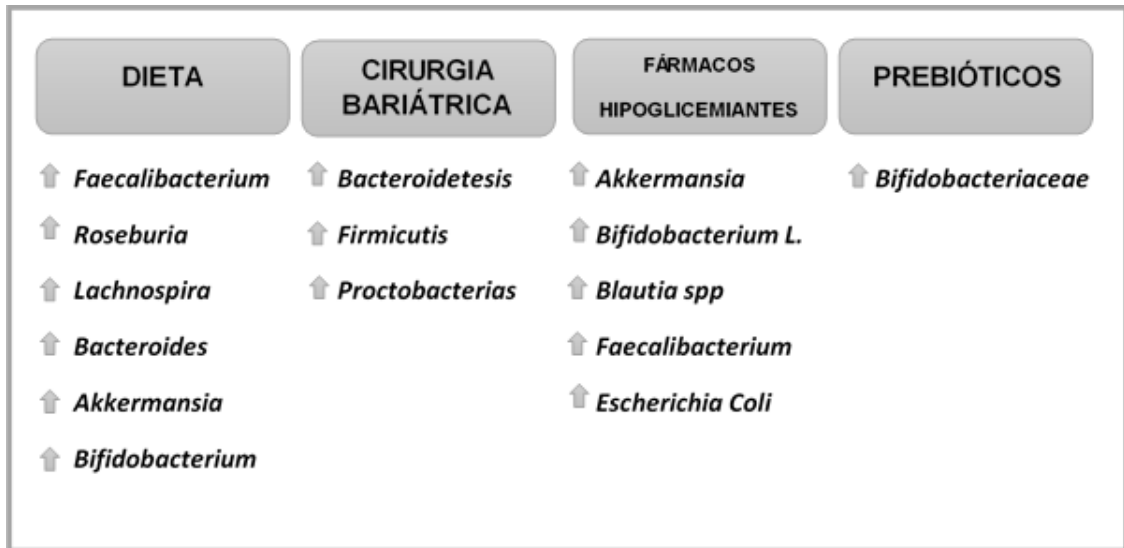 DIETA
Faecalibacterium
Roseburia
Lachnospira
Bacteroides
Akkermansia
Bifidobacterium
CIRURGIA
BARIÁTRICA
Bacteroidetesis
Firmicutis
Proctobacterias
FÁRMACOS
HIPOGLICEMIANTES
Akkermansia
Bifidobacterium L.
Blautia spp
Faecalibacterium
Escherichia Coli
PREBIÓTICOS
Bifidobacteriaceae